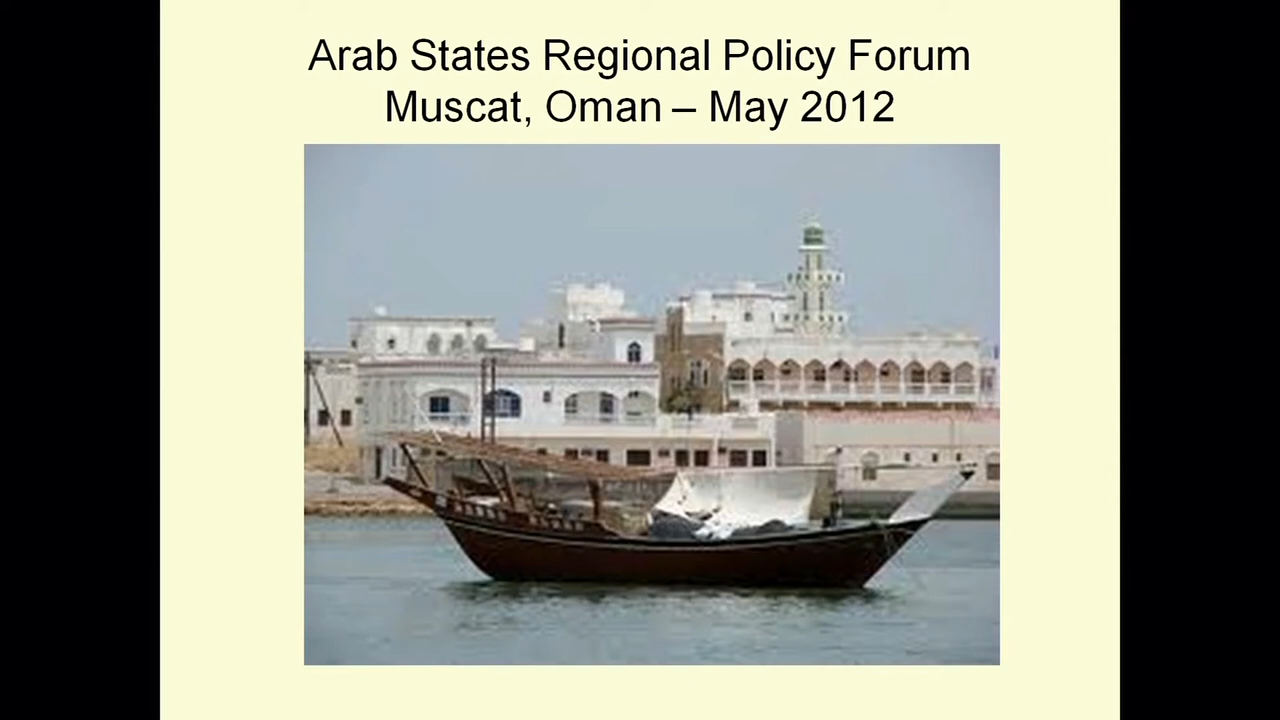 Arab States Regional Policy Forum
Muscat, Oman – May 2012